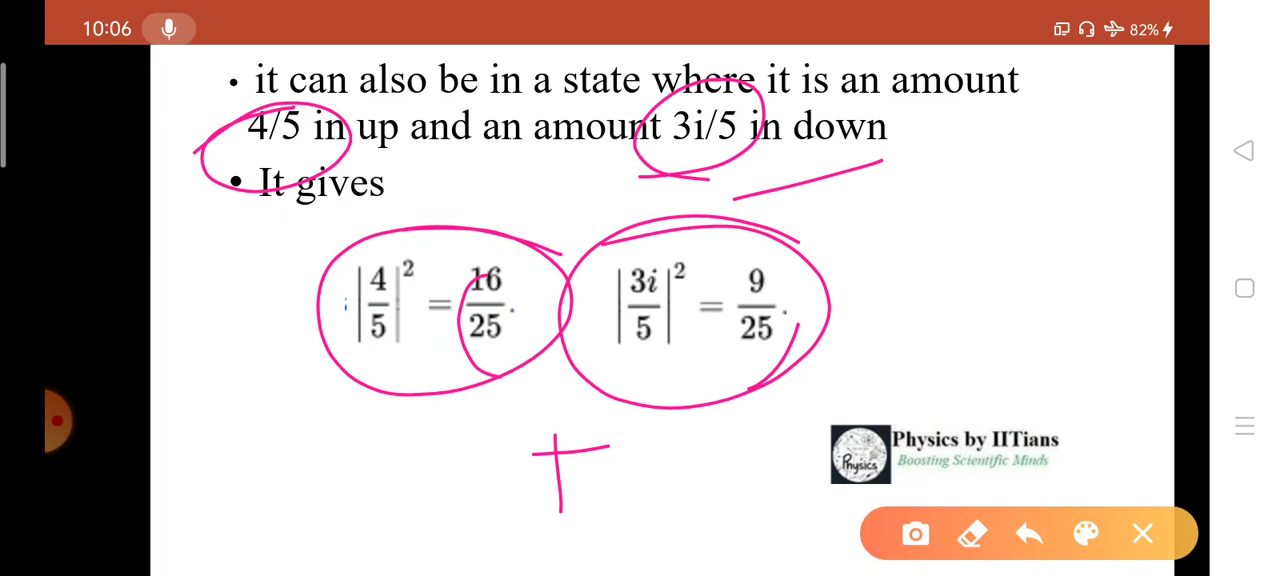 10:06
82%
• it can also be in a state where it is an amount
4/5 in up and an amount 3i/5 in down
• It gives
|4/5|² = 16/25. |3i/5|² = 9/25.
+
Physics by IITians
Physics
Boosting Scientific Minds